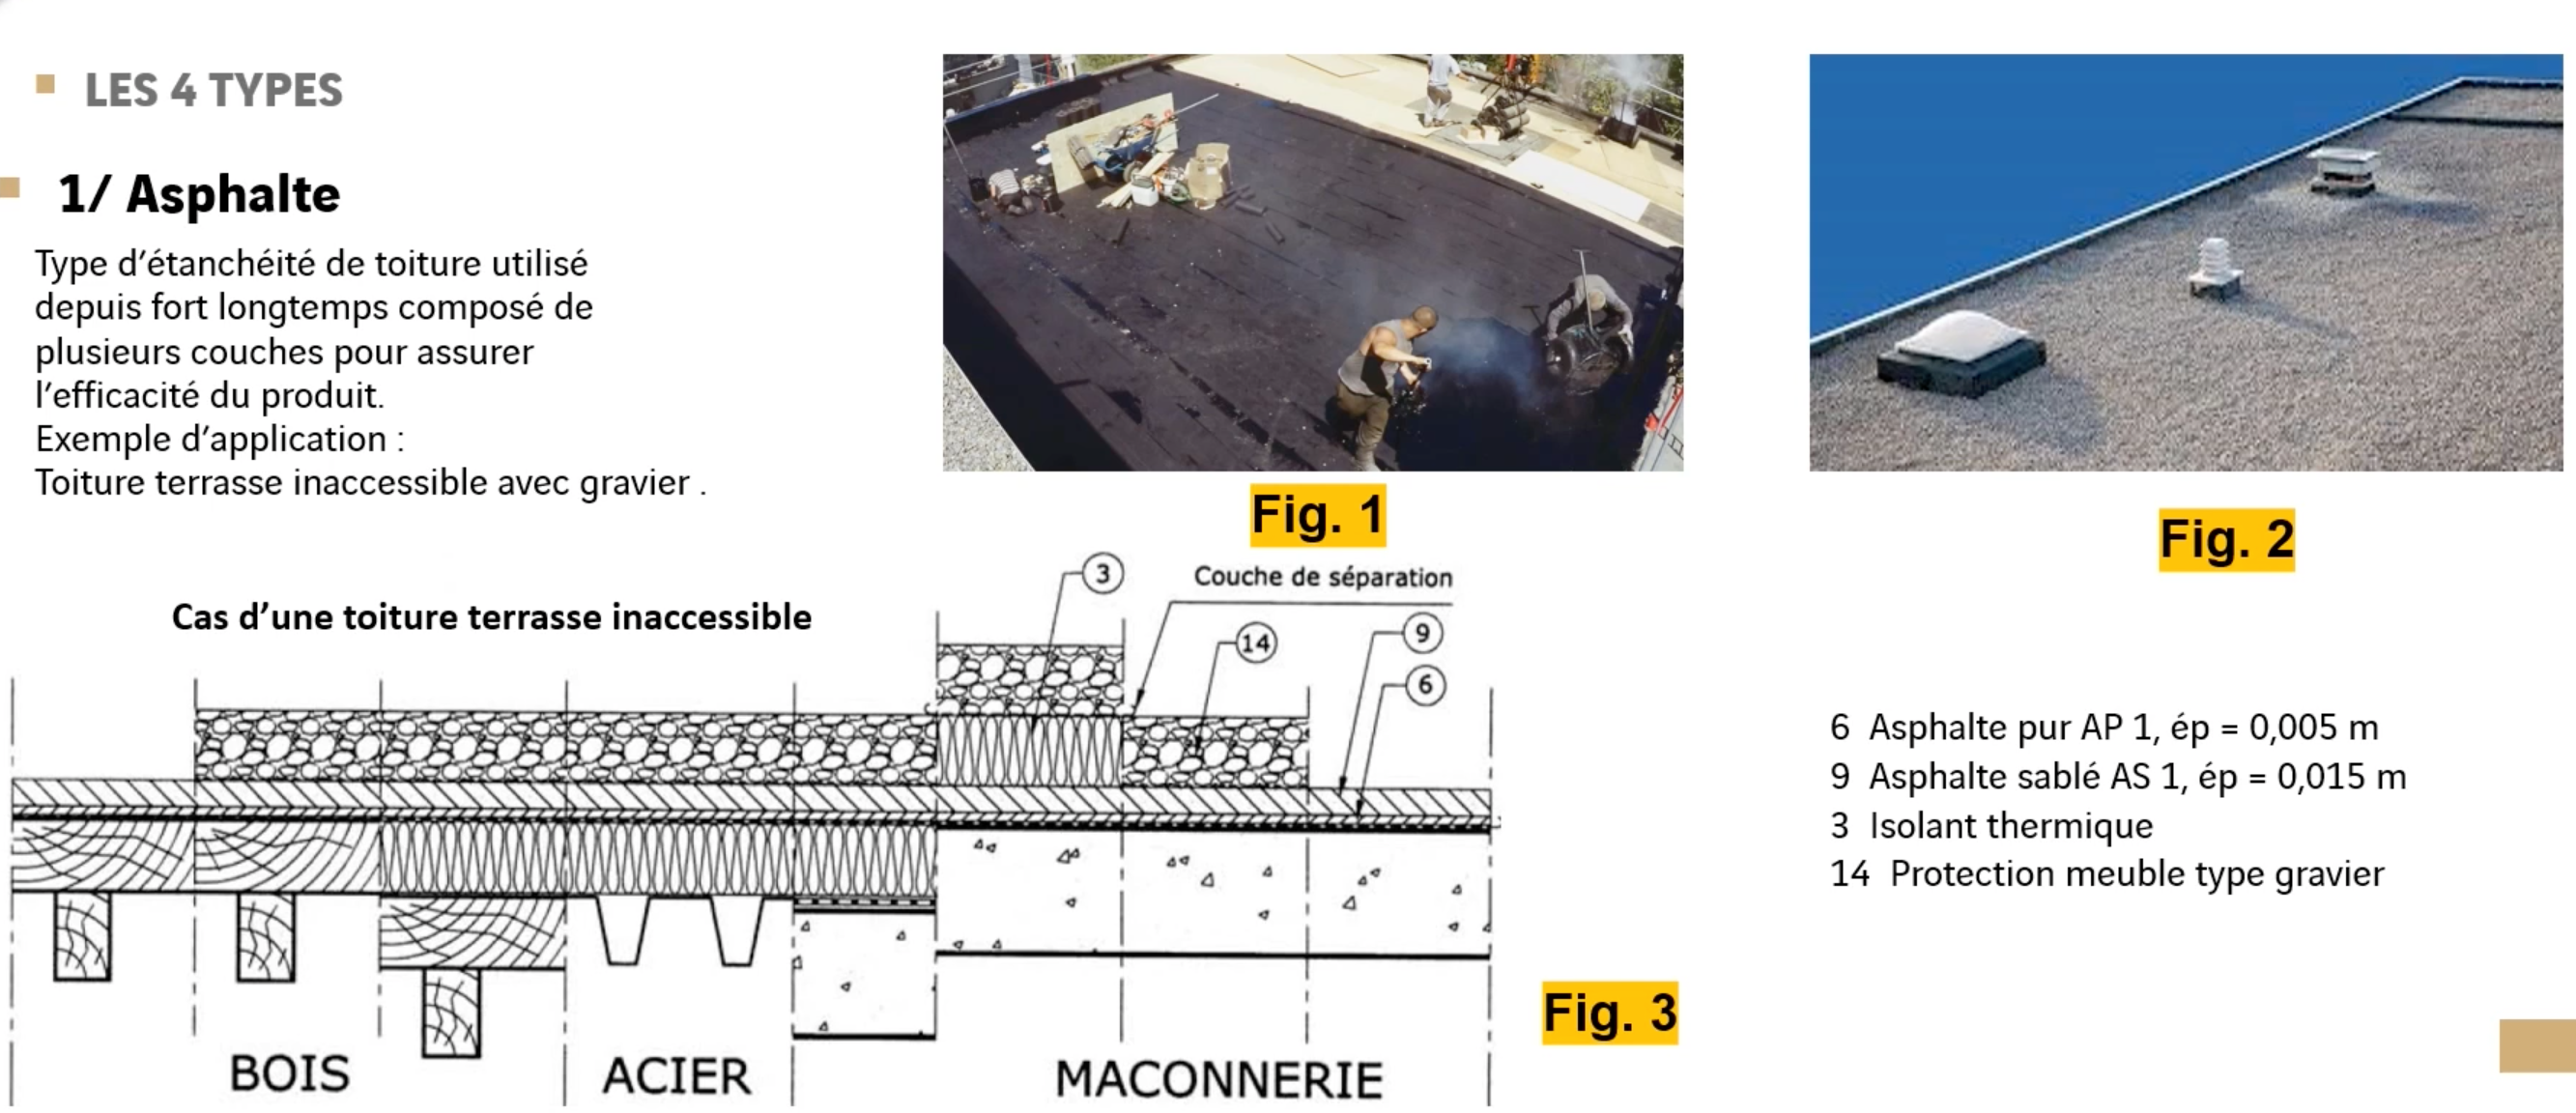 LES 4 TYPES
1/ Asphalte
Type d’étanchéité de toiture utilisé
depuis fort longtemps composé de
plusieurs couches pour assurer
l’efficacité du produit.
Exemple d’application :
Toiture terrasse inaccessible avec gravier .
Fig. 1
Fig. 2
Cas d’une toiture terrasse inaccessible
3
Couche de séparation
14
9
6
BOIS
ACIER
MACONNERIE
Fig. 3
6 Asphalte pur AP 1, ép = 0,005 m
9 Asphalte sablé AS 1, ép = 0,015 m
3 Isolant thermique
14 Protection meuble type gravier